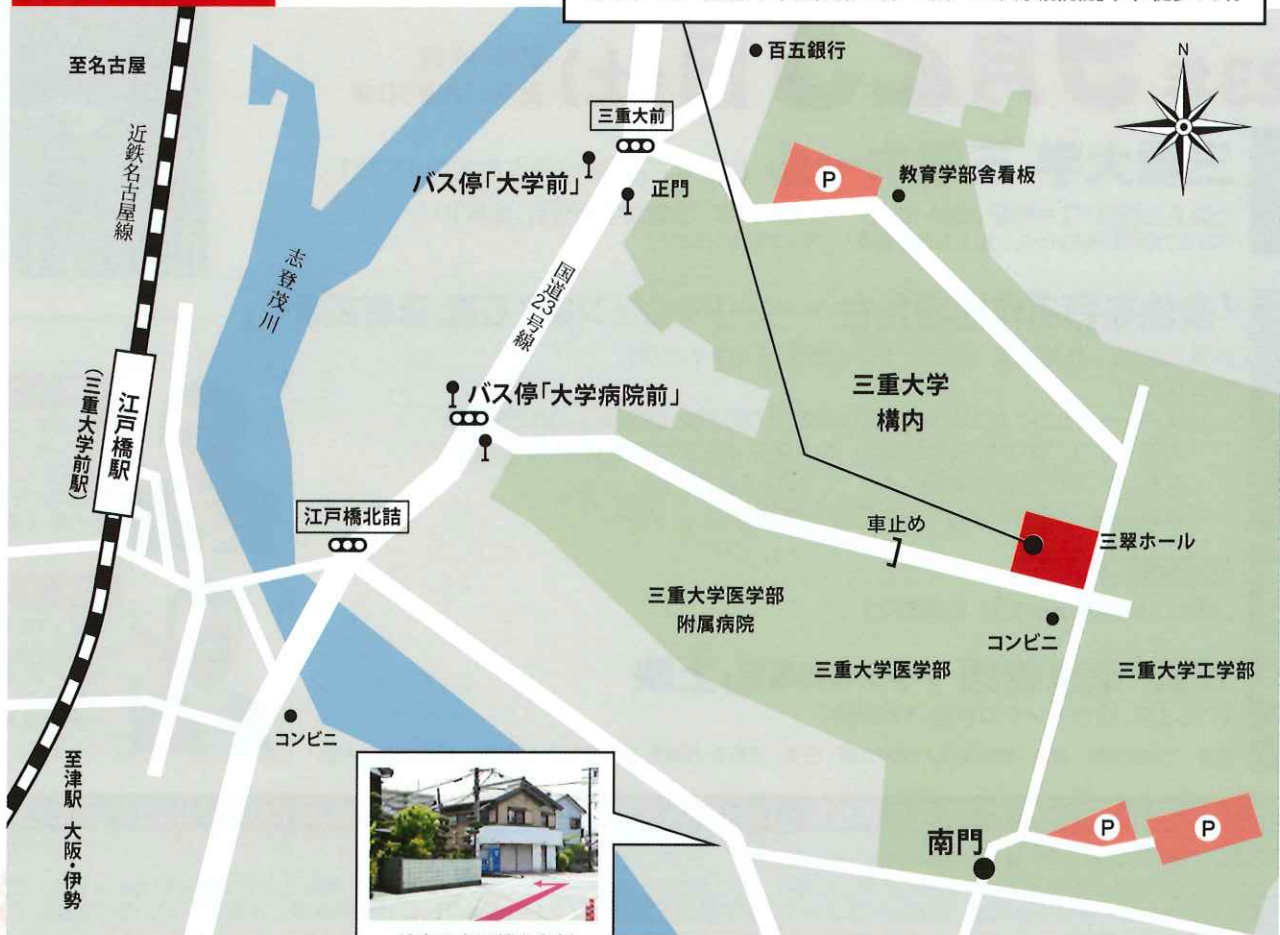 百五銀行
N
至名古屋
三重大前
近鉄名古屋線
バス停「大学前」
正門
P
教育学部舎看板
志登茂川
国道23号線
三重大学
構内
バス停「大学病院前」
江戸橋駅
(三重大学前駅)
江戸橋北詰
車止め
三翠ホール
三重大学医学部
附属病院
コンビニ
三重大学医学部
三重大学工学部
コンビニ
至津駅 大阪・伊勢
南門
P
P